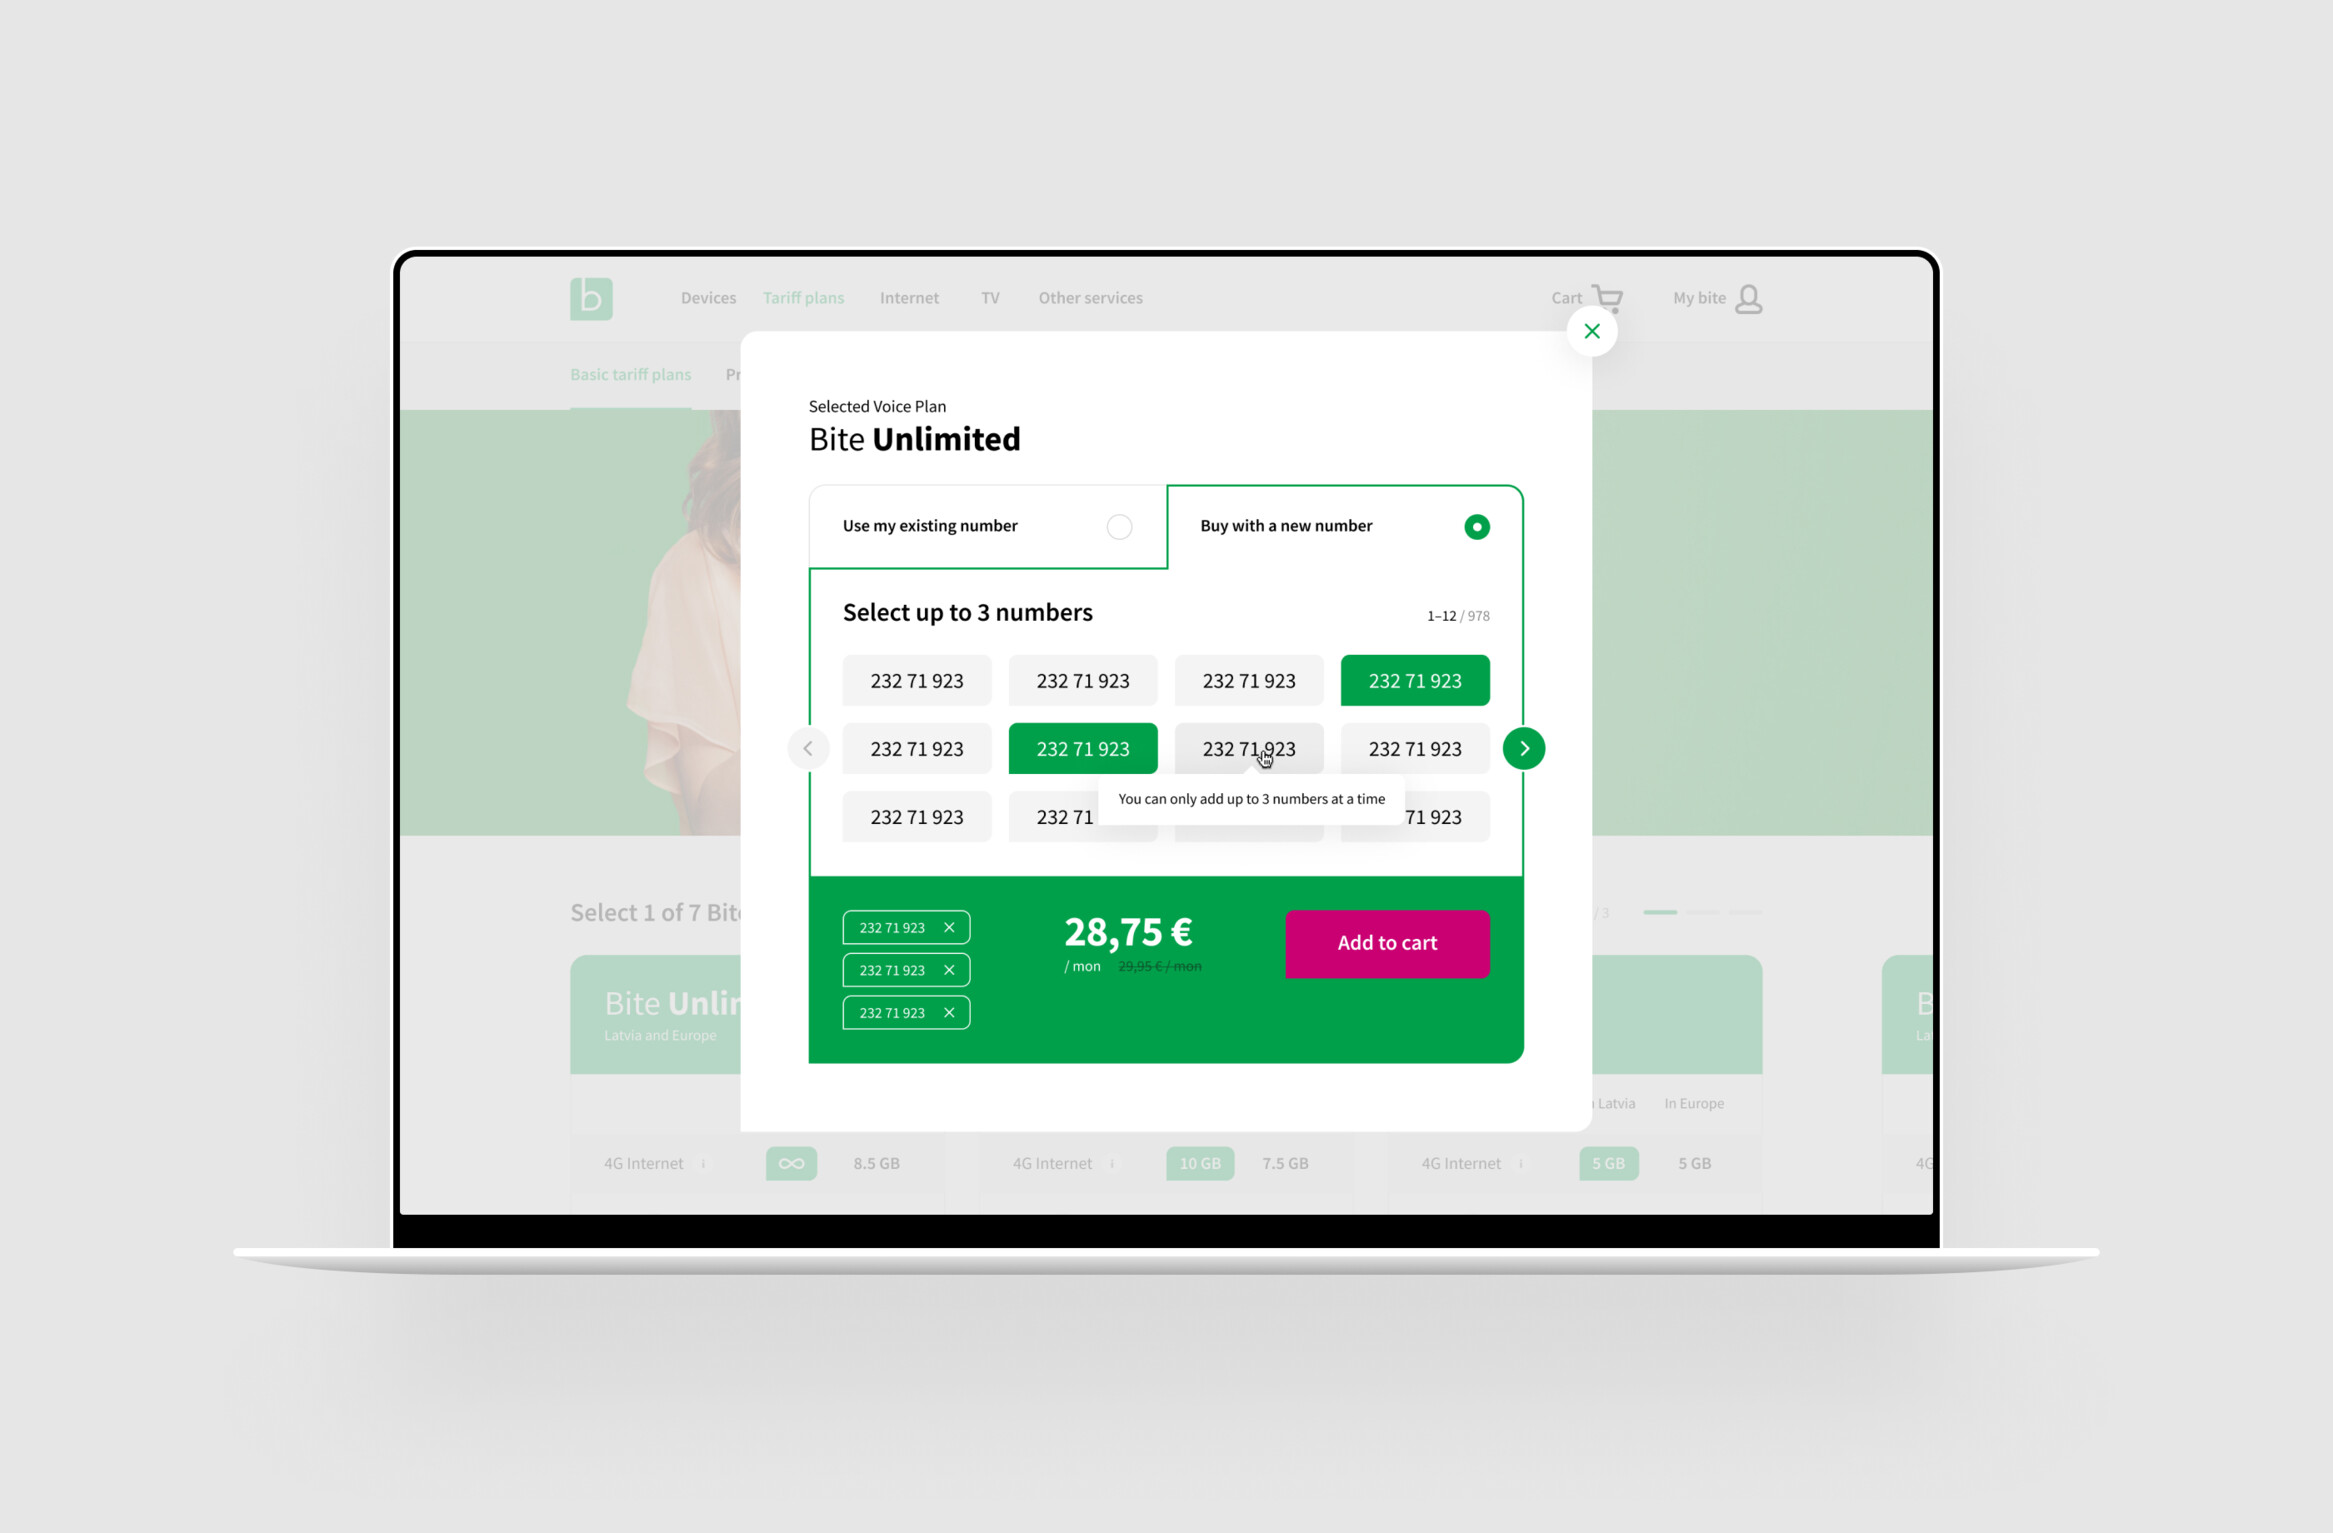 b
Devices Tariff plans Internet TV Other services Cart My bite
Basic tariff plans
Selected Voice Plan
Bite Unlimited
Use my existing number
Buy with a new number
Select up to 3 numbers
1–12 / 978
232 71 923 232 71 923 232 71 923 232 71 923
232 71 923 232 71 923 232 71 923 232 71 923
You can only add up to 3 numbers at a time
232 71 923 232 71 71 923
232 71 923
232 71 923
232 71 923
28,75 €
/ mon 29,95 € / mon
Add to cart
Select 1 of 7
/ 3
Bite
Latvia and Europe
Latvia In Europe
4G Internet i ∞ 8.5 GB
4G Internet i 10 GB 7.5 GB
4G Internet i 5 GB 5 GB